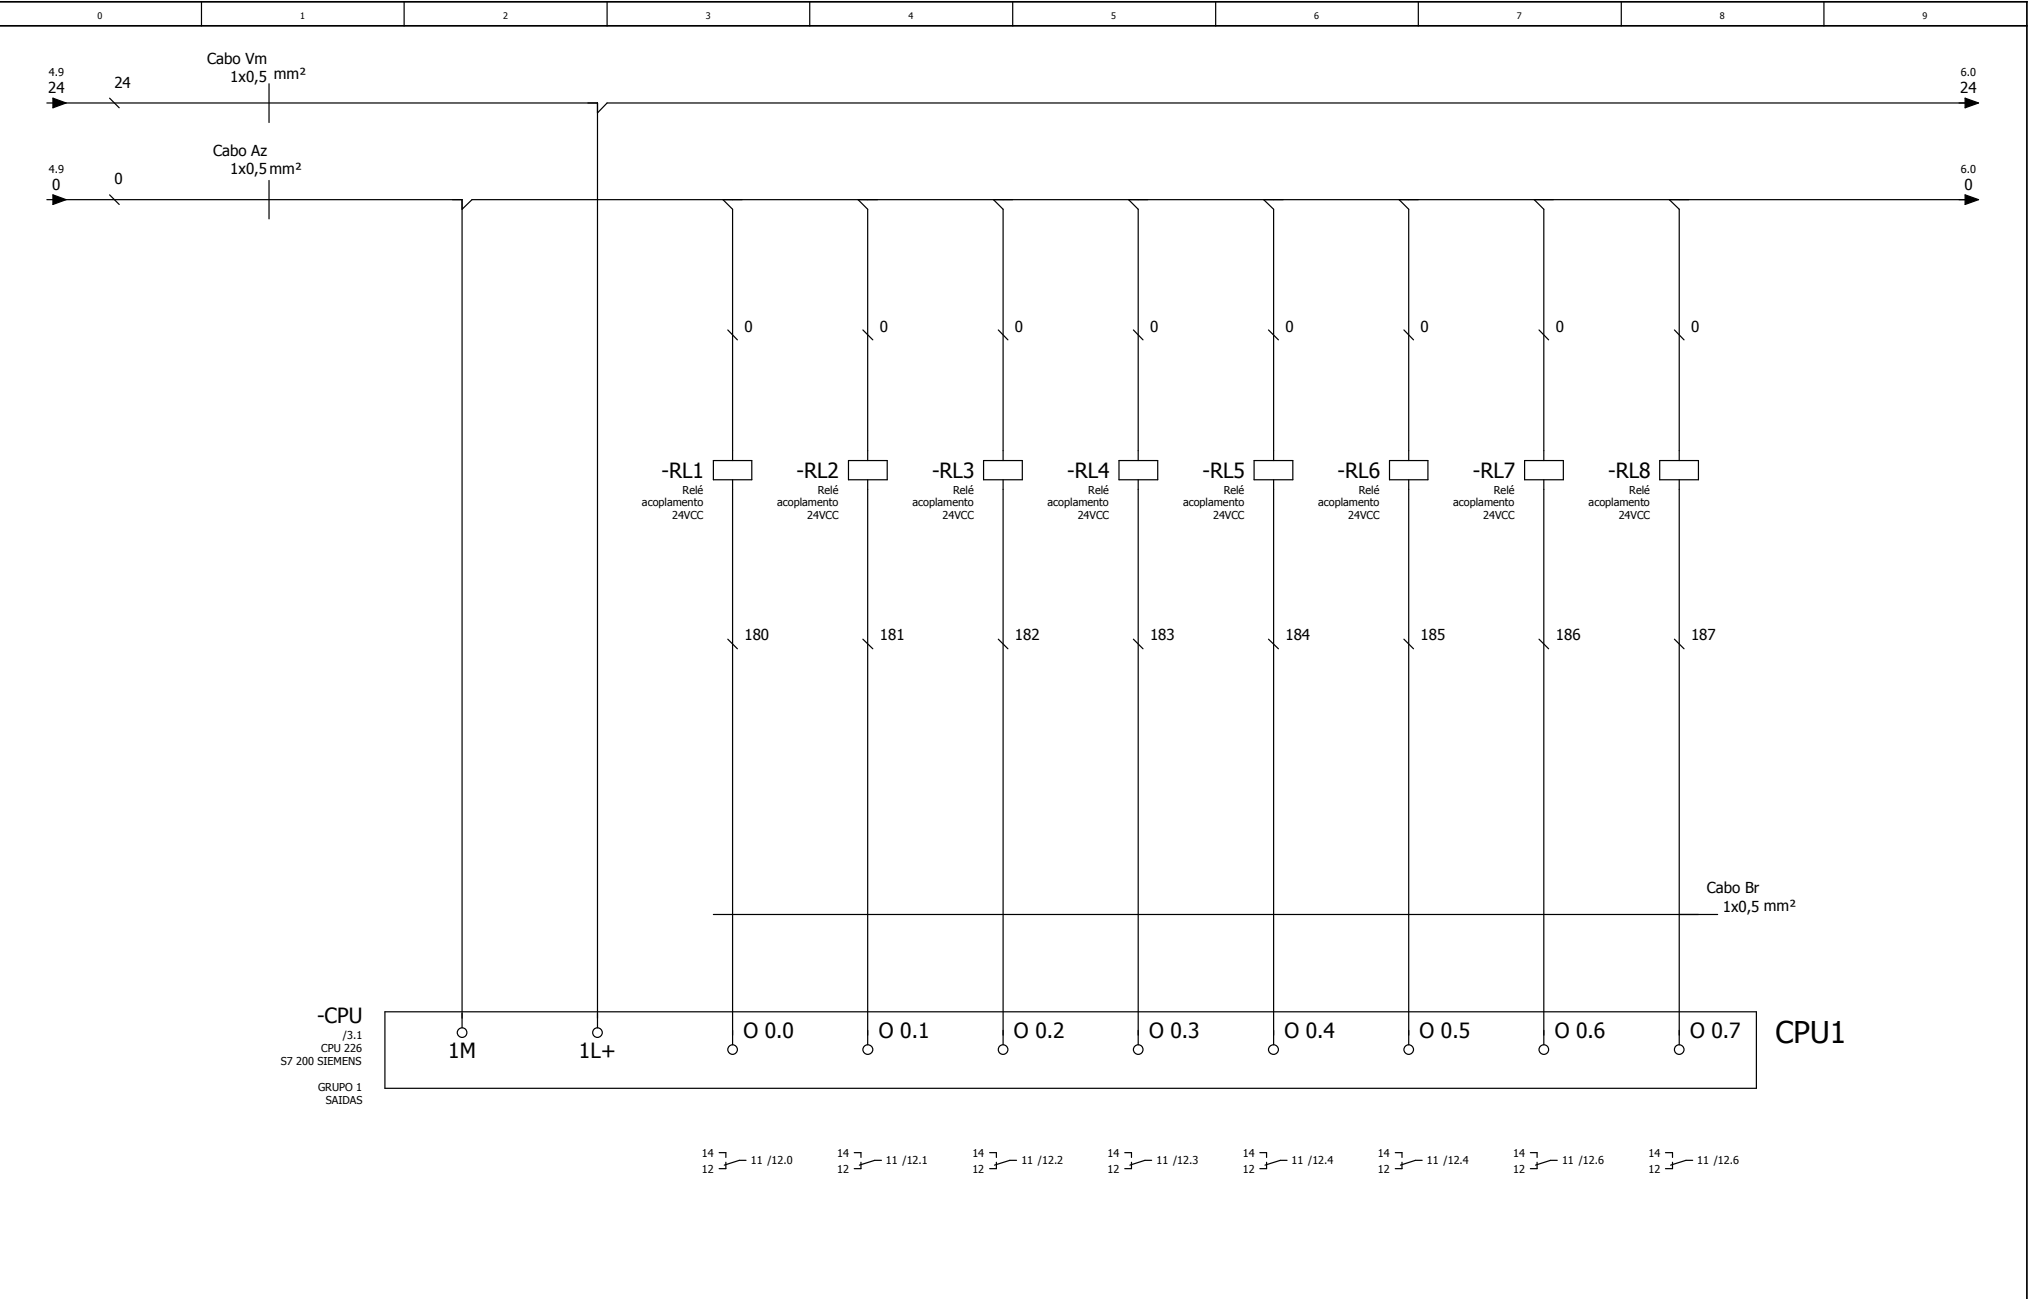 0 1 2 3 4 5 6 7 8 9
Cabo Vm
1x0,5 mm²
4.9
24
24
6.0
24
Cabo Az
1x0,5 mm²
4.9
0
0
6.0
0
0 0 0 0 0 0 0 0
-RL1 -RL2 -RL3 -RL4 -RL5 -RL6 -RL7 -RL8
Relé Relé Relé Relé Relé Relé Relé Relé
acoplamento acoplamento acoplamento acoplamento acoplamento acoplamento acoplamento acoplamento
24VCC 24VCC 24VCC 24VCC 24VCC 24VCC 24VCC 24VCC
180 181 182 183 184 185 186 187
Cabo Br
1x0,5 mm²
-CPU
/3.1
CPU 226
S7 200 SIEMENS
GRUPO 1
SAIDAS
1M 1L+ O 0.0 O 0.1 O 0.2 O 0.3 O 0.4 O 0.5 O 0.6 O 0.7
CPU1
14 14 14 14 14 14 14 14
11 /12.0 11 /12.1 11 /12.2 11 /12.3 11 /12.4 11 /12.4 11 /12.6 11 /12.6
12 12 12 12 12 12 12 12